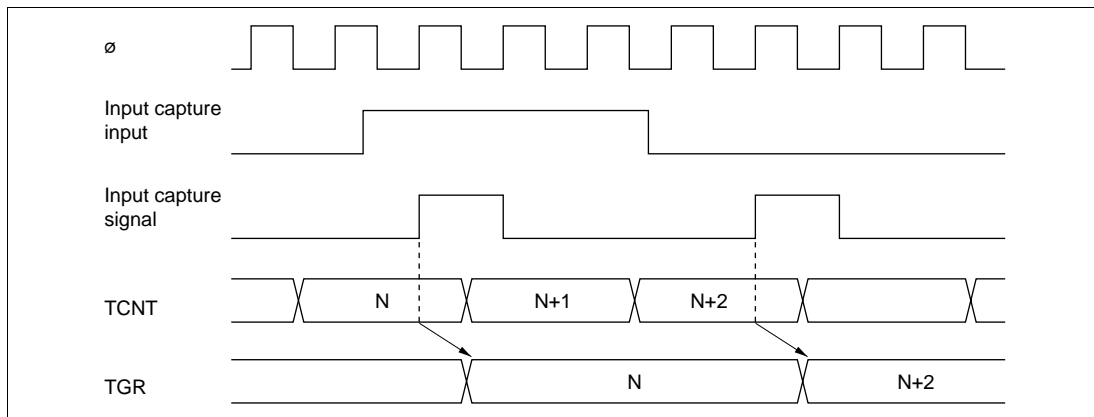 ø
Input capture
input
Input capture
signal
TCNT
N
N+1
N+2
TGR
N
N+2